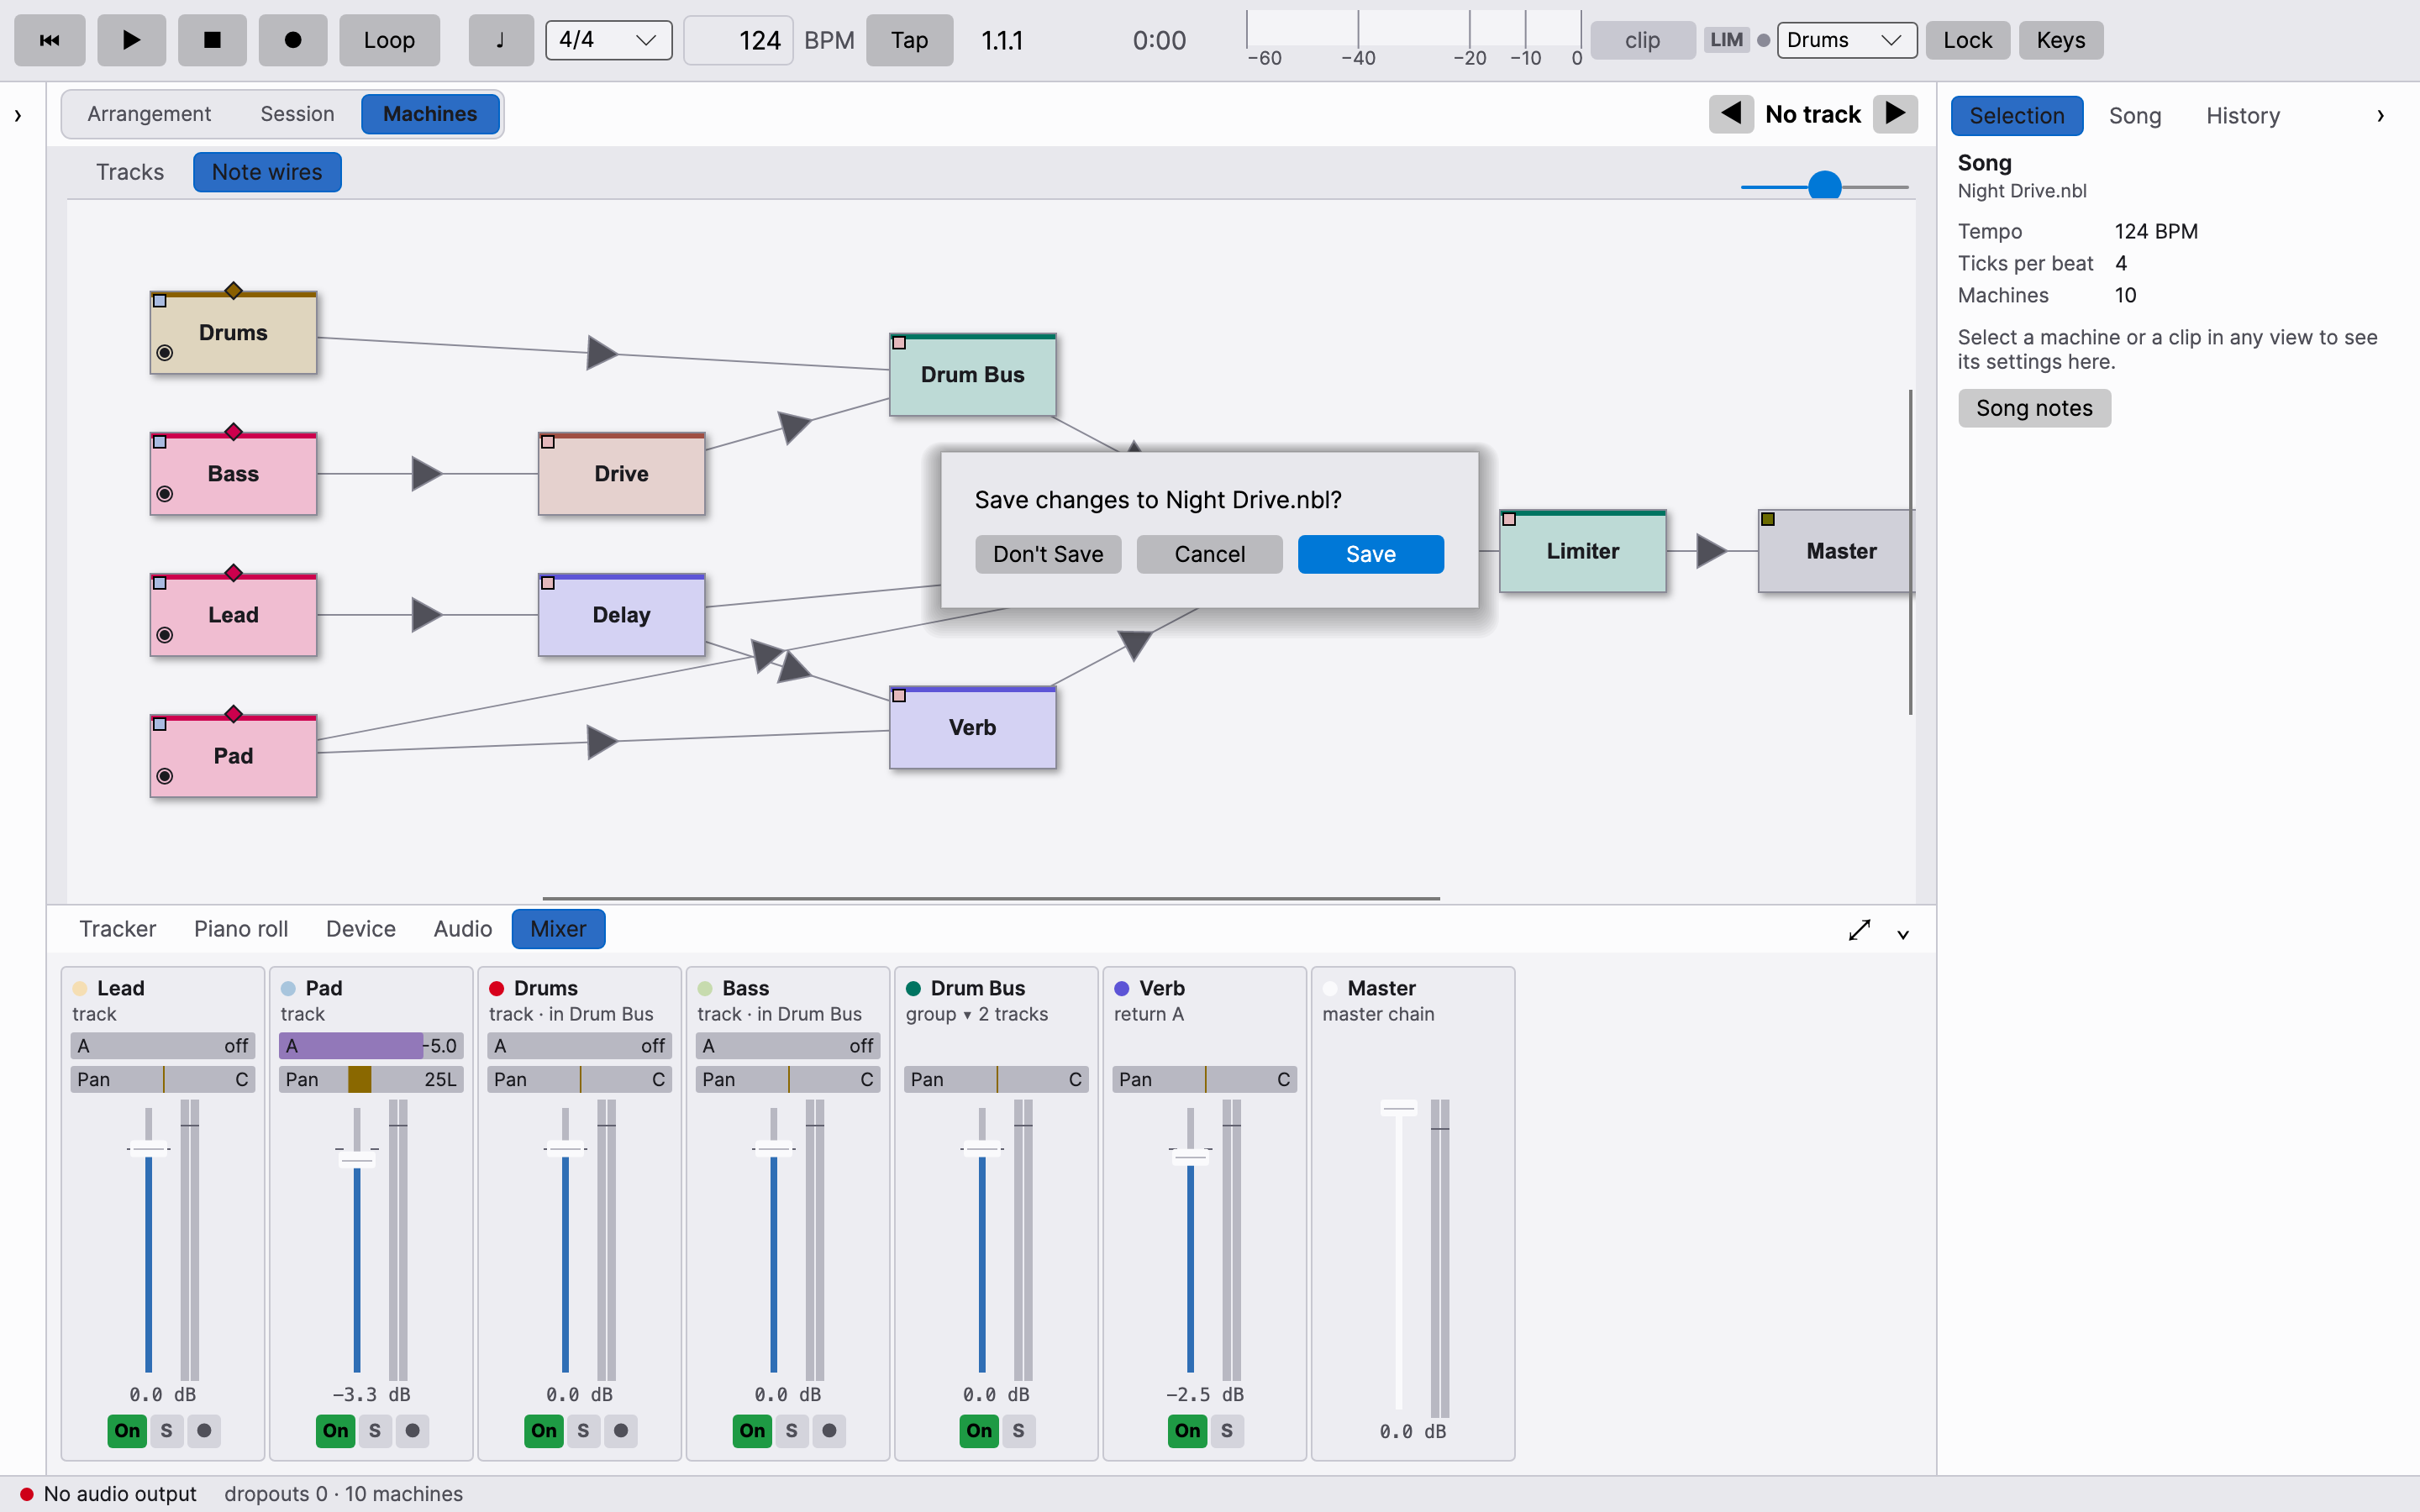 Loop
4/4
124 BPM
Tap
1.1.1
0:00
−60 −40 −20 −10 0
clip
LIM
Drums
Lock
Keys
Arrangement Session Machines
No track
Tracks Note wires
Drums
Drum Bus
Bass
Drive
Lead
Delay
Pad
Verb
Limiter
Master
Save changes to Night Drive.nbl?
Don't Save Cancel Save
Selection Song History
Song
Night Drive.nbl
Tempo 124 BPM
Ticks per beat 4
Machines 10
Select a machine or a clip in any view to see
its settings here.
Song notes
Tracker Piano roll Device Audio Mixer
Lead
track
A off
Pan C
0.0 dB
On S
Pad
track
A −5.0
Pan 25L
−3.3 dB
On S
Drums
track · in Drum Bus
A off
Pan C
0.0 dB
On S
Bass
track · in Drum Bus
A off
Pan C
0.0 dB
On S
Drum Bus
group ▾ 2 tracks
Pan C
0.0 dB
On S
Verb
return A
Pan C
−2.5 dB
On S
Master
master chain
0.0 dB
No audio output dropouts 0 · 10 machines